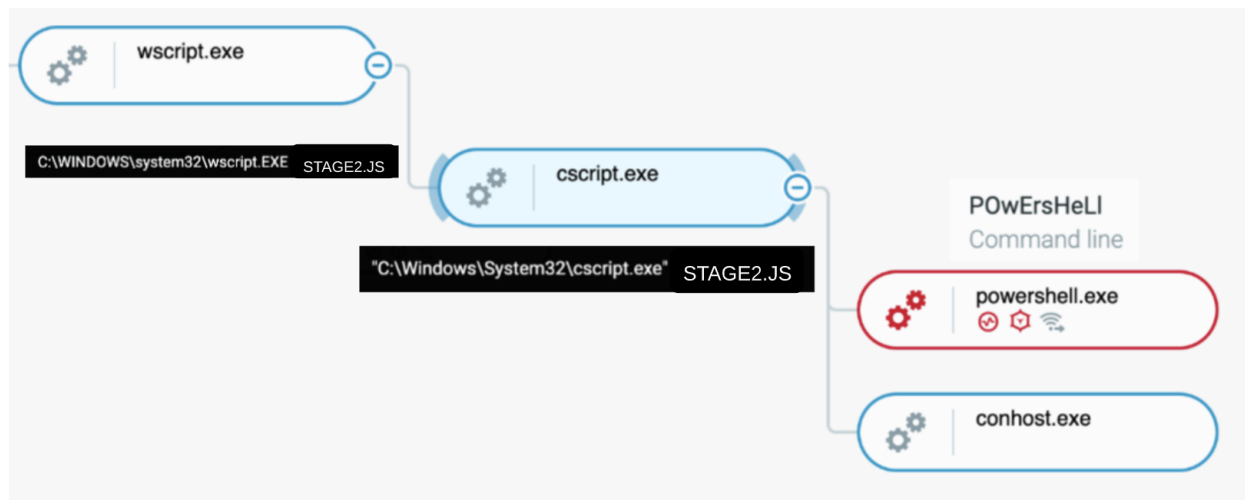 wscript.exe
C:\WINDOWS\system32\wscript.EXE STAGE2.JS
cscript.exe
"C:\Windows\System32\cscript.exe" STAGE2.JS
POwErsHeLl
Command line
powershell.exe
conhost.exe